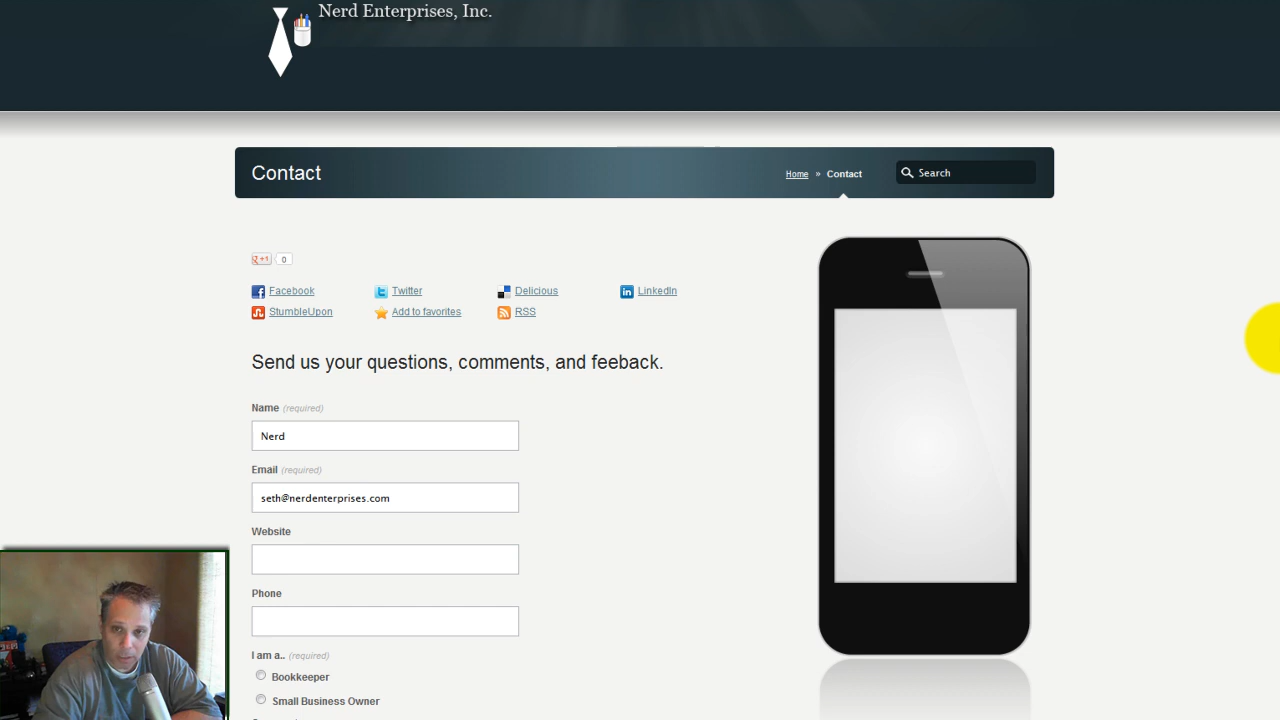 Nerd Enterprises, Inc.
Contact
Home » Contact
Search
+1 0
Facebook Twitter Delicious LinkedIn
StumbleUpon Add to favorites RSS
Send us your questions, comments, and feeback.
Name (required)
Nerd
Email (required)
seth@nerdenterprises.com
Website
Phone
I am a.. (required)
Bookkeeper
Small Business Owner